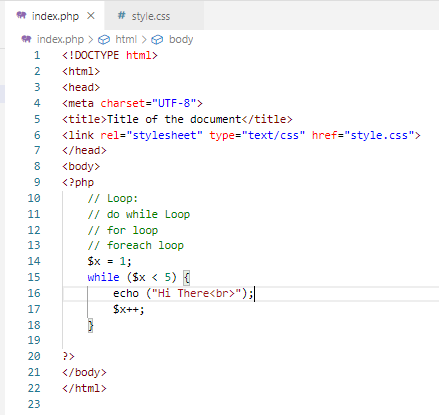 index.php × # style.css
index.php > html > body
1 <!DOCTYPE html>
2 <html>
3 <head>
4 <meta charset="UTF-8">
5 <title>Title of the document</title>
6 <link rel="stylesheet" type="text/css" href="style.css">
7 </head>
8 <body>
9 <?php
10     // Loop:
11     // do while Loop
12     // for loop
13     // foreach loop
14     $x = 1;
15     while ($x < 5) {
16         echo ("Hi There<br>");
17         $x++;
18     }
19
20 ?>
21 </body>
22 </html>
23